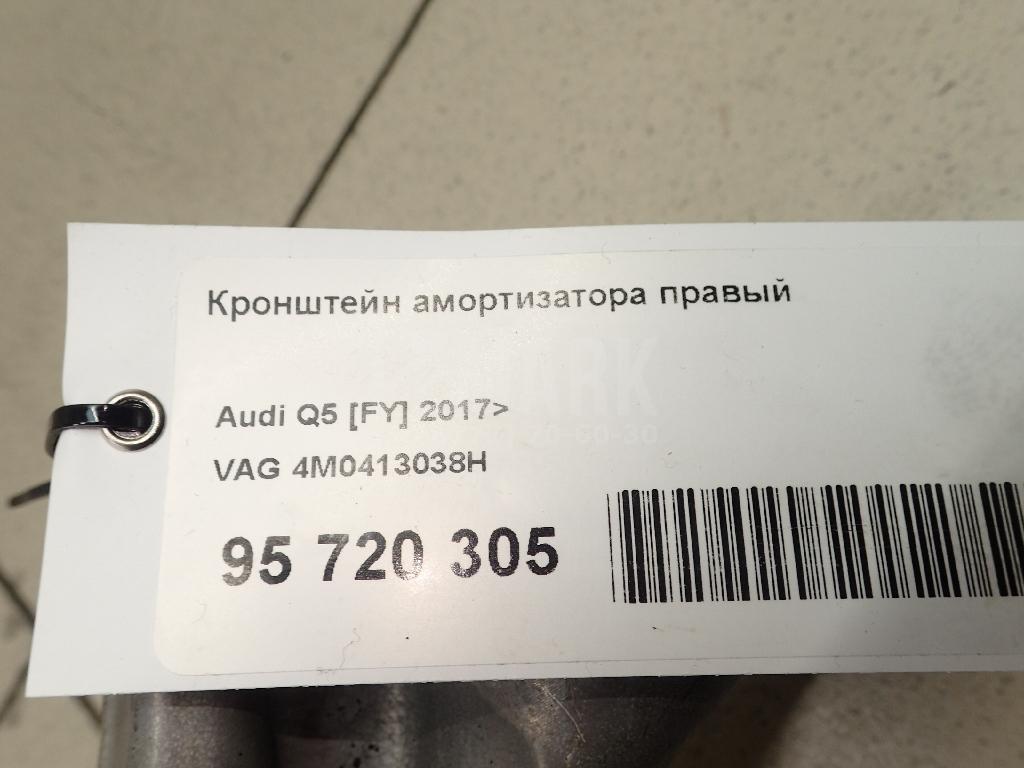 Кронштейн амортизатора правый
Audi Q5 [FY] 2017>
VAG 4M0413038H
95 720 305